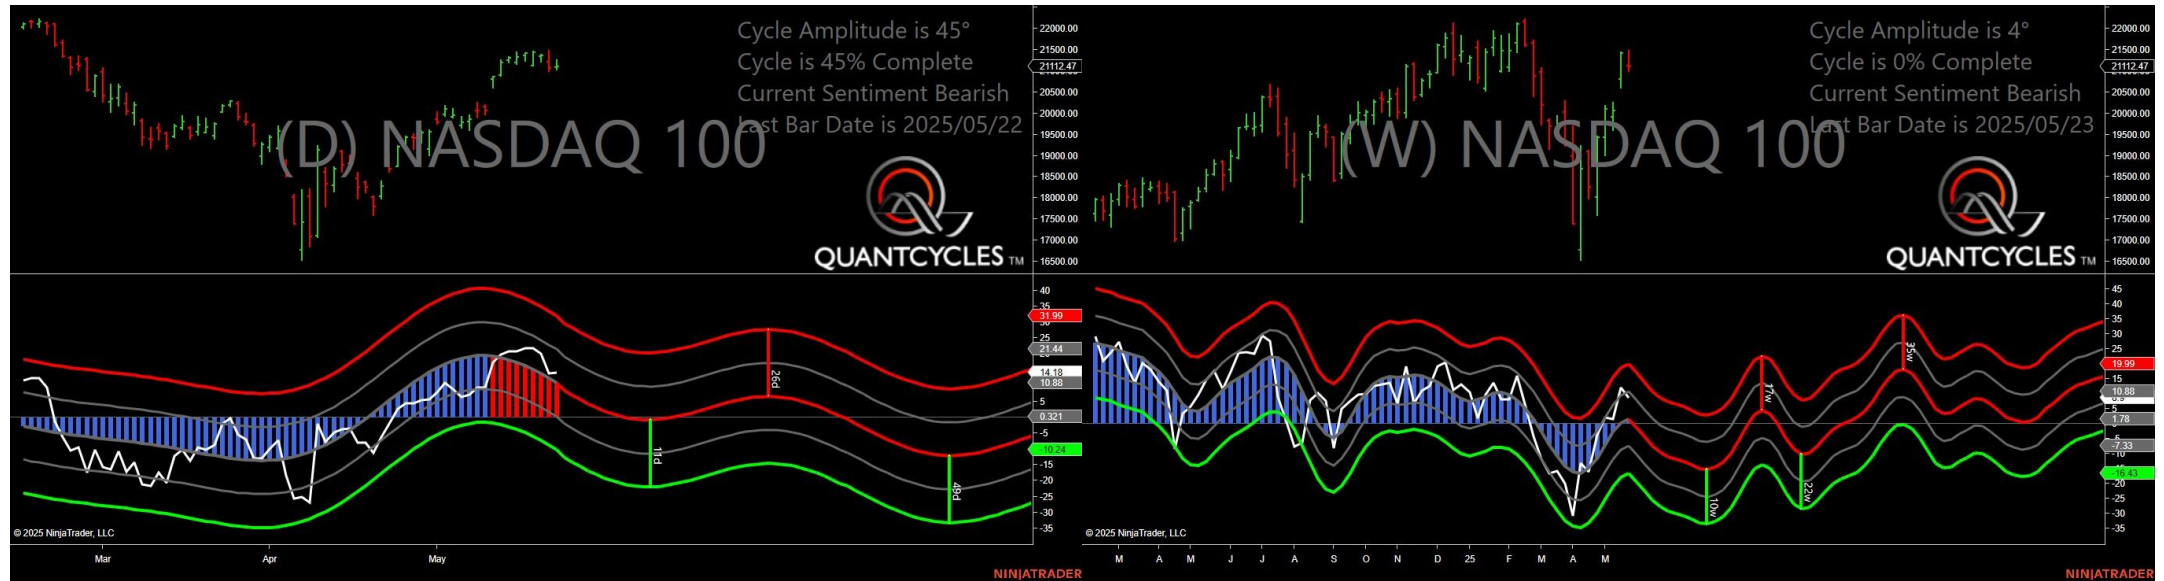 Cycle Amplitude is 45°
Cycle is 45% Complete
Current Sentiment Bearish
Last Bar Date is 2025/05/22
(D) NASDAQ 100
QUANTCYCLES TM
22000.00
21500.00
21112.47
20500.00
20000.00
19500.00
19000.00
18500.00
18000.00
17500.00
17000.00
16500.00
40
35
31.99
25
21.44
14.18
10.88
5
0.321
-5
-10.24
-15
-20
-25
-30
-35
26d
11d
49d
© 2025 NinjaTrader, LLC
Mar Apr May
NINJATRADER
Cycle Amplitude is 4°
Cycle is 0% Complete
Current Sentiment Bearish
Last Bar Date is 2025/05/23
(W) NASDAQ 100
QUANTCYCLES TM
22000.00
21500.00
21112.47
20500.00
20000.00
19500.00
19000.00
18500.00
18000.00
17500.00
17000.00
16500.00
45
40
35
30
25
19.99
15
10.88
5
1.78
-7.33
-10
-16.43
-20
-25
-30
-35
17w
35w
10w
22w
© 2025 NinjaTrader, LLC
M A M J J A S O N D 25 F M A M
NINJATRADER